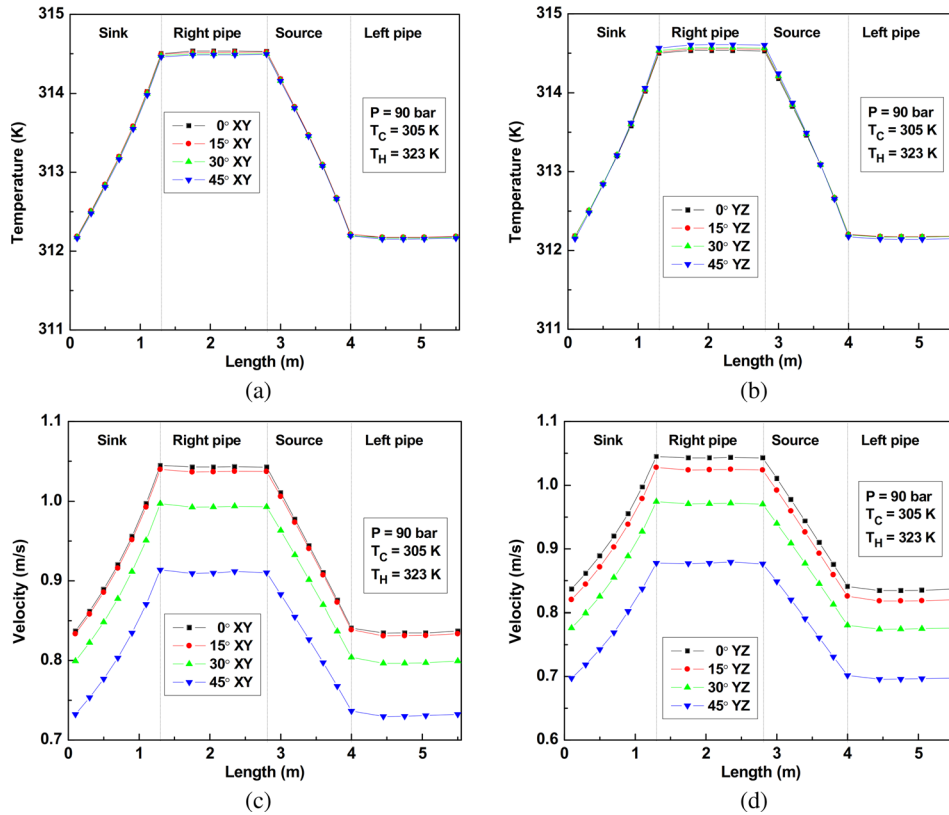 315
314
313
312
311
Temperature (K)
Sink
Right pipe
Source
Left pipe
0° XY
15° XY
30° XY
45° XY
P = 90 bar
T_C = 305 K
T_H = 323 K
0
1
2
3
4
5
Length (m)
(a)
315
314
313
312
311
Temperature (K)
Sink
Right pipe
Source
Left pipe
0° YZ
15° YZ
30° YZ
45° YZ
P = 90 bar
T_C = 305 K
T_H = 323 K
0
1
2
3
4
5
Length (m)
(b)
1.1
1.0
0.9
0.8
0.7
Velocity (m/s)
Sink
Right pipe
Source
Left pipe
P = 90 bar
T_C = 305 K
T_H = 323 K
0° XY
15° XY
30° XY
45° XY
0
1
2
3
4
5
Length (m)
(c)
1.1
1.0
0.9
0.8
0.7
0.6
Velocity (m/s)
Sink
Right pipe
Source
Left pipe
P = 90 bar
T_C = 305 K
T_H = 323 K
0° YZ
15° YZ
30° YZ
45° YZ
0
1
2
3
4
5
Length (m)
(d)